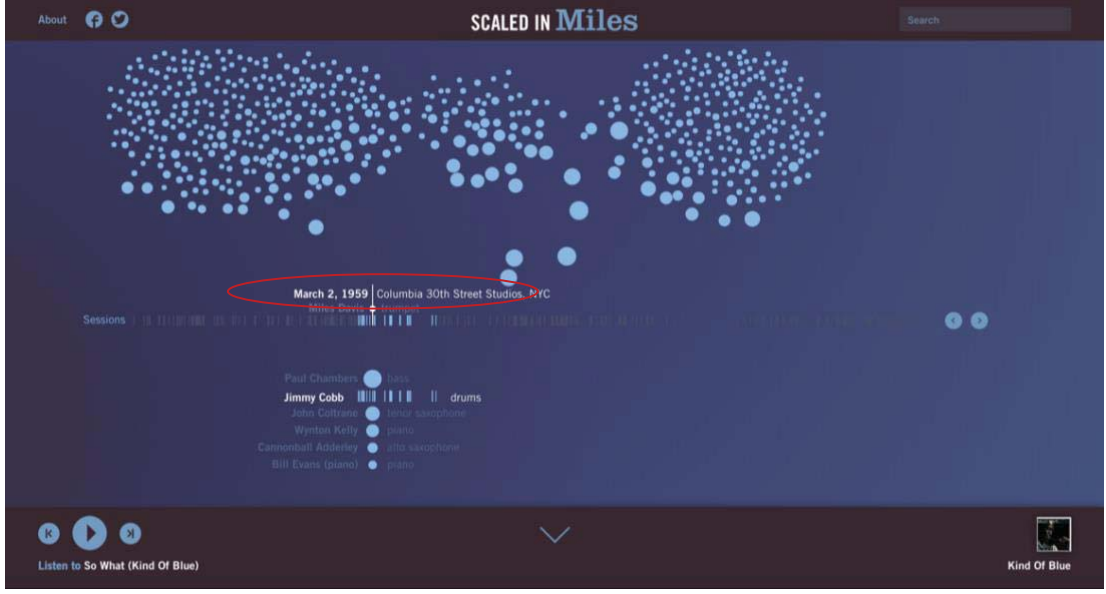 About
SCALED IN Miles
Search
March 2, 1959 Columbia 30th Street Studios, NYC
Miles Davis trumpet
Sessions
Paul Chambers bass
Jimmy Cobb drums
John Coltrane tenor saxophone
Wynton Kelly piano
Cannonball Adderley alto saxophone
Bill Evans (piano) piano
Listen to So What (Kind Of Blue)
Kind Of Blue